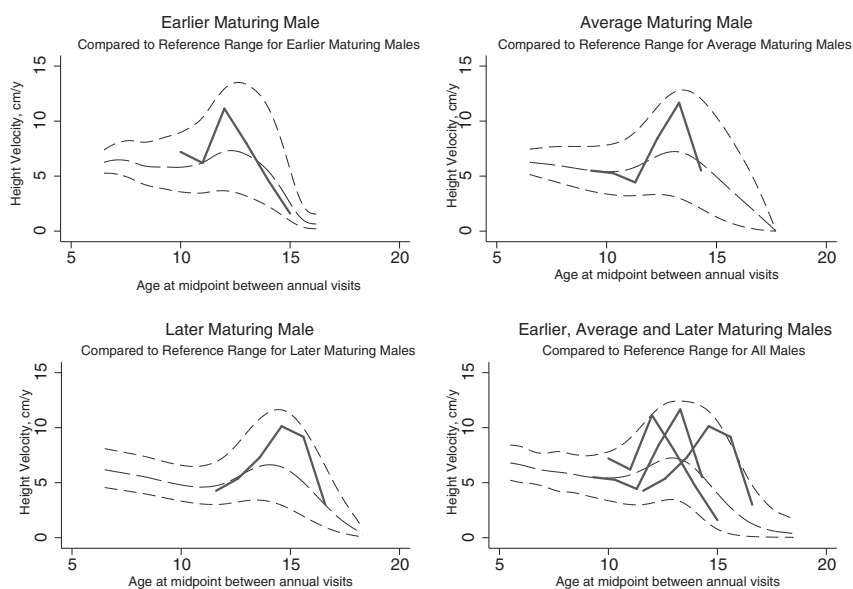 Earlier Maturing Male
Compared to Reference Range for Earlier Maturing Males
Height Velocity, cm/y
15
10
5
0
5 10 15 20
Age at midpoint between annual visits
Average Maturing Male
Compared to Reference Range for Average Maturing Males
Height Velocity, cm/y
15
10
5
0
5 10 15 20
Age at midpoint between annual visits
Later Maturing Male
Compared to Reference Range for Later Maturing Males
Height Velocity, cm/y
15
10
5
0
5 10 15 20
Age at midpoint between annual visits
Earlier, Average and Later Maturing Males
Compared to Reference Range for All Males
Height Velocity, cm/y
15
10
5
0
5 10 15 20
Age at midpoint between annual visits